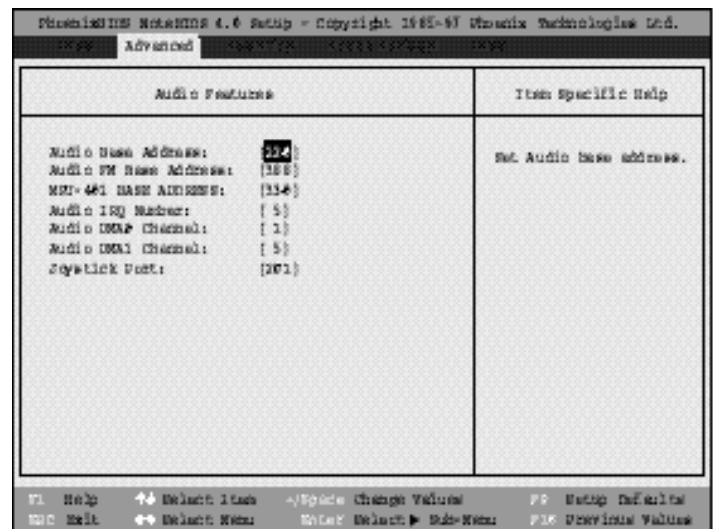 PhoenixBIOS NoteBIOS 4.0 Setup - Copyright 1985-97 Phoenix Technologies Ltd.
Advanced
Audio Features
Item Specific Help
Audio Base Address:
Set Audio base address.
Audio FM Base Address: [388]
MPU-401 BASE ADDRESS: [330]
Audio IRQ Number: [ 5]
Audio DMA0 Channel: [ 1]
Audio DMA1 Channel: [ 5]
Joystick Port: [201]
F1 Help Select Item -/Space Change Values F9 Setup Defaults
ESC Exit Select Menu Enter Select ▶ Sub-Menu F10 Previous Values